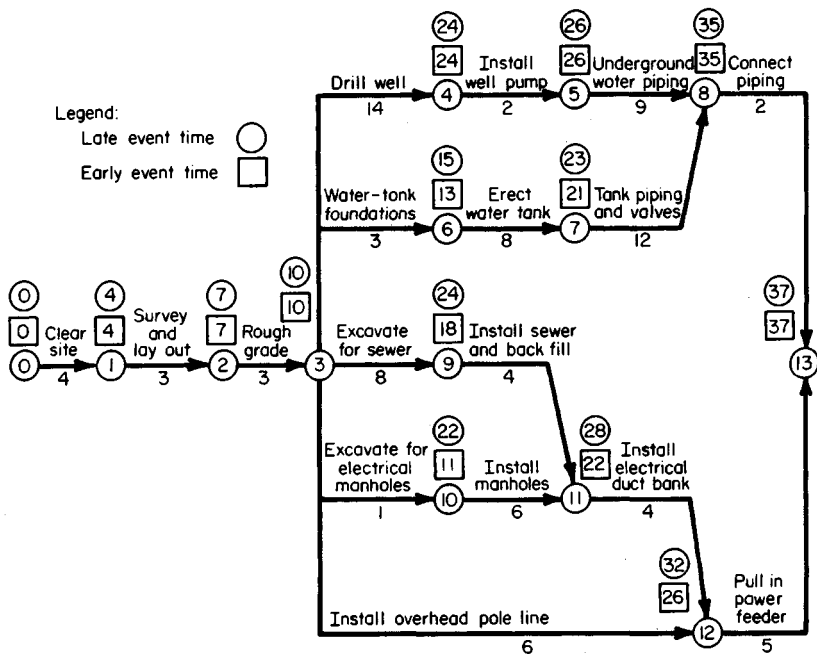 24 26 35
24 26 35
Drill well Install well pump Underground water piping Connect piping
4 5 8
14 2 9 2
Legend:
Late event time
Early event time
15 23
13 21
Water-tank foundations Erect water tank Tank piping and valves
6 7
3 8 12
0 4 7 10
0 4 7 10
Clear site Survey and lay out Rough grade
0 1 2 3
4 3 3
24
18
Excavate for sewer Install sewer and back fill
9
8 4
37
37
13
22 28
11 22
Excavate for electrical manholes Install manholes Install electrical duct bank
10 11
1 6 4
32
26
Install overhead pole line Pull in power feeder
12
6 5